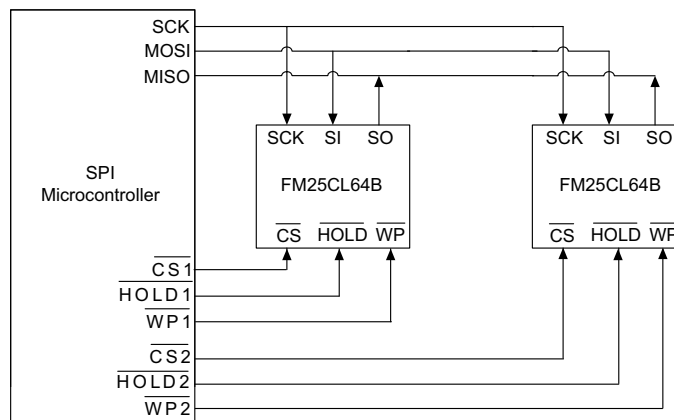 SCK
MOSI
MISO
SCK SI SO
SCK SI SO
SPI
Microcontroller
FM25CL64B
FM25CL64B
CS HOLD WP
CS HOLD WP
CS1
HOLD1
WP1
CS2
HOLD2
WP2